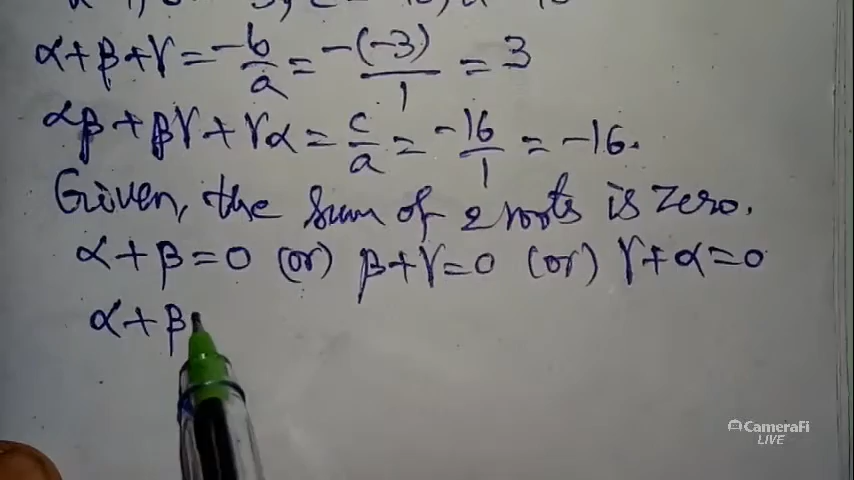 α+β+γ = -b/a = -(-3)/1 = 3
αβ + βγ + γα = c/a = -16/1 = -16.
Given, the sum of 2 roots is zero.
α + β = 0 (or) β+γ=0 (or) γ+α=0
α+β
CameraFi
LIVE